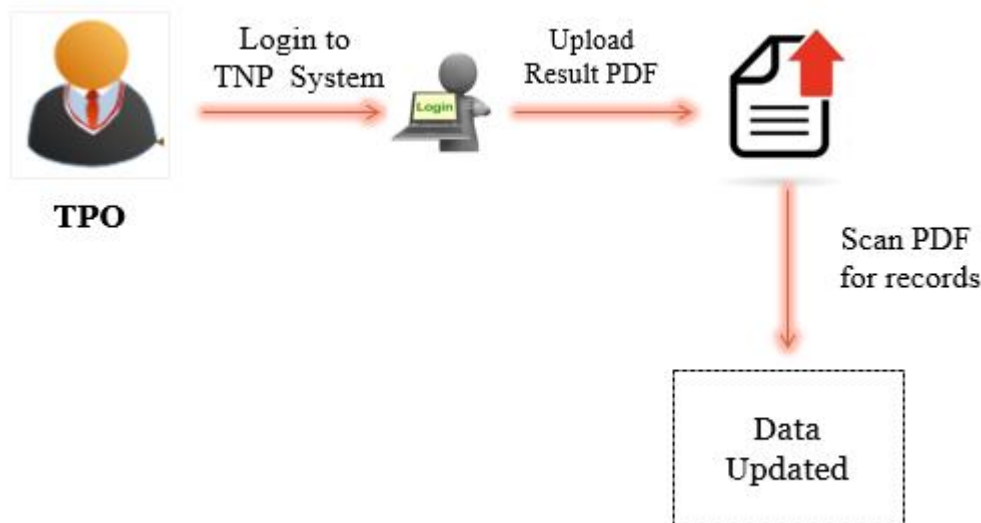 Login to
TNP System
Upload
Result PDF
Login
TPO
Scan PDF
for records
Data
Updated